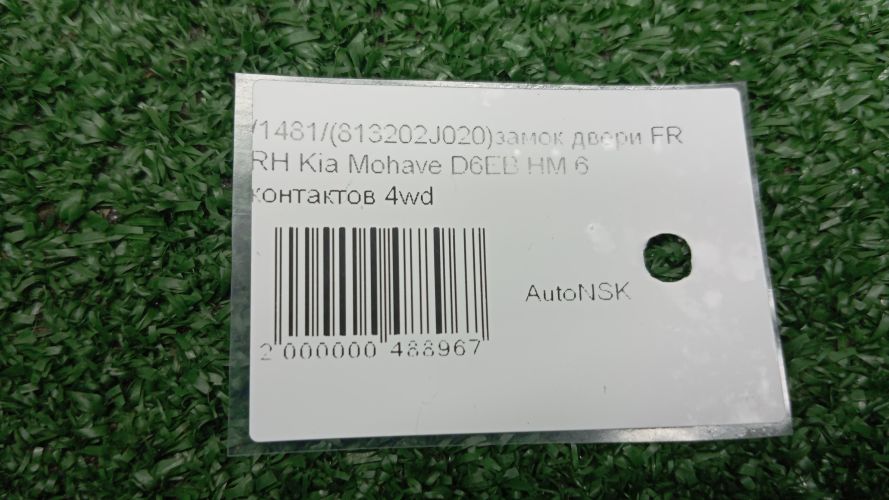 /1481/(813202J020)замок двери FR
RH Kia Mohave D6EB HM 6
контактов 4wd
AutoNSK
2 000000 488967